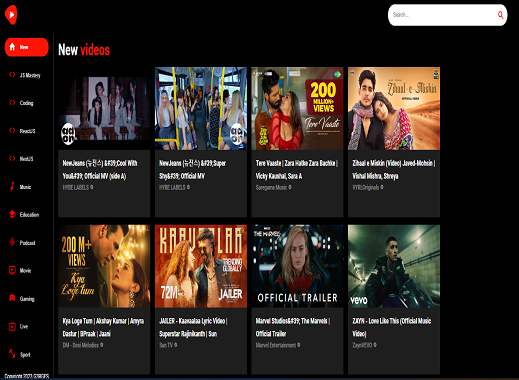 Search...
New
JS Mastery
Coding
ReactJS
NextJS
Music
Education
Podcast
Movie
Gaming
Live
Sport
Copyright 2023
New videos
NewJeans (뉴진스) &#39;Cool With
You&#39; Official MV (side A)
HYBE LABELS
NewJeans (뉴진스) &#39;Super
Shy&#39; Official MV
HYBE LABELS
200
MILLION+
VIEWS
Tere Vaaste
Tere Vaaste | Zara Hatke Zara Bachke |
Vicky Kaushal, Sara A
Saregama Music
Zihaal e Miskin
Zihaal e Miskin (Video) Javed-Mohsin |
Vishal Mishra, Shreya
VYRLOriginals
200 M+
VIEWS
Kya
Loge tum
Kya Loge Tum | Akshay Kumar | Amyra
Dastur | BPraak | Jaani
DM - Desi Melodies
KAAVAALAA
TRENDING
GLOBALLY
72M+
JAILER
JAILER - Kaavaalaa Lyric Video |
Superstar Rajinikanth | Sun
Sun TV
THE MARVELS
OFFICIAL TRAILER
Marvel Studios&#39; The Marvels |
Official Trailer
Marvel Entertainment
vevo
ZAYN - Love Like This (Official Music
Video)
ZaynVEVO